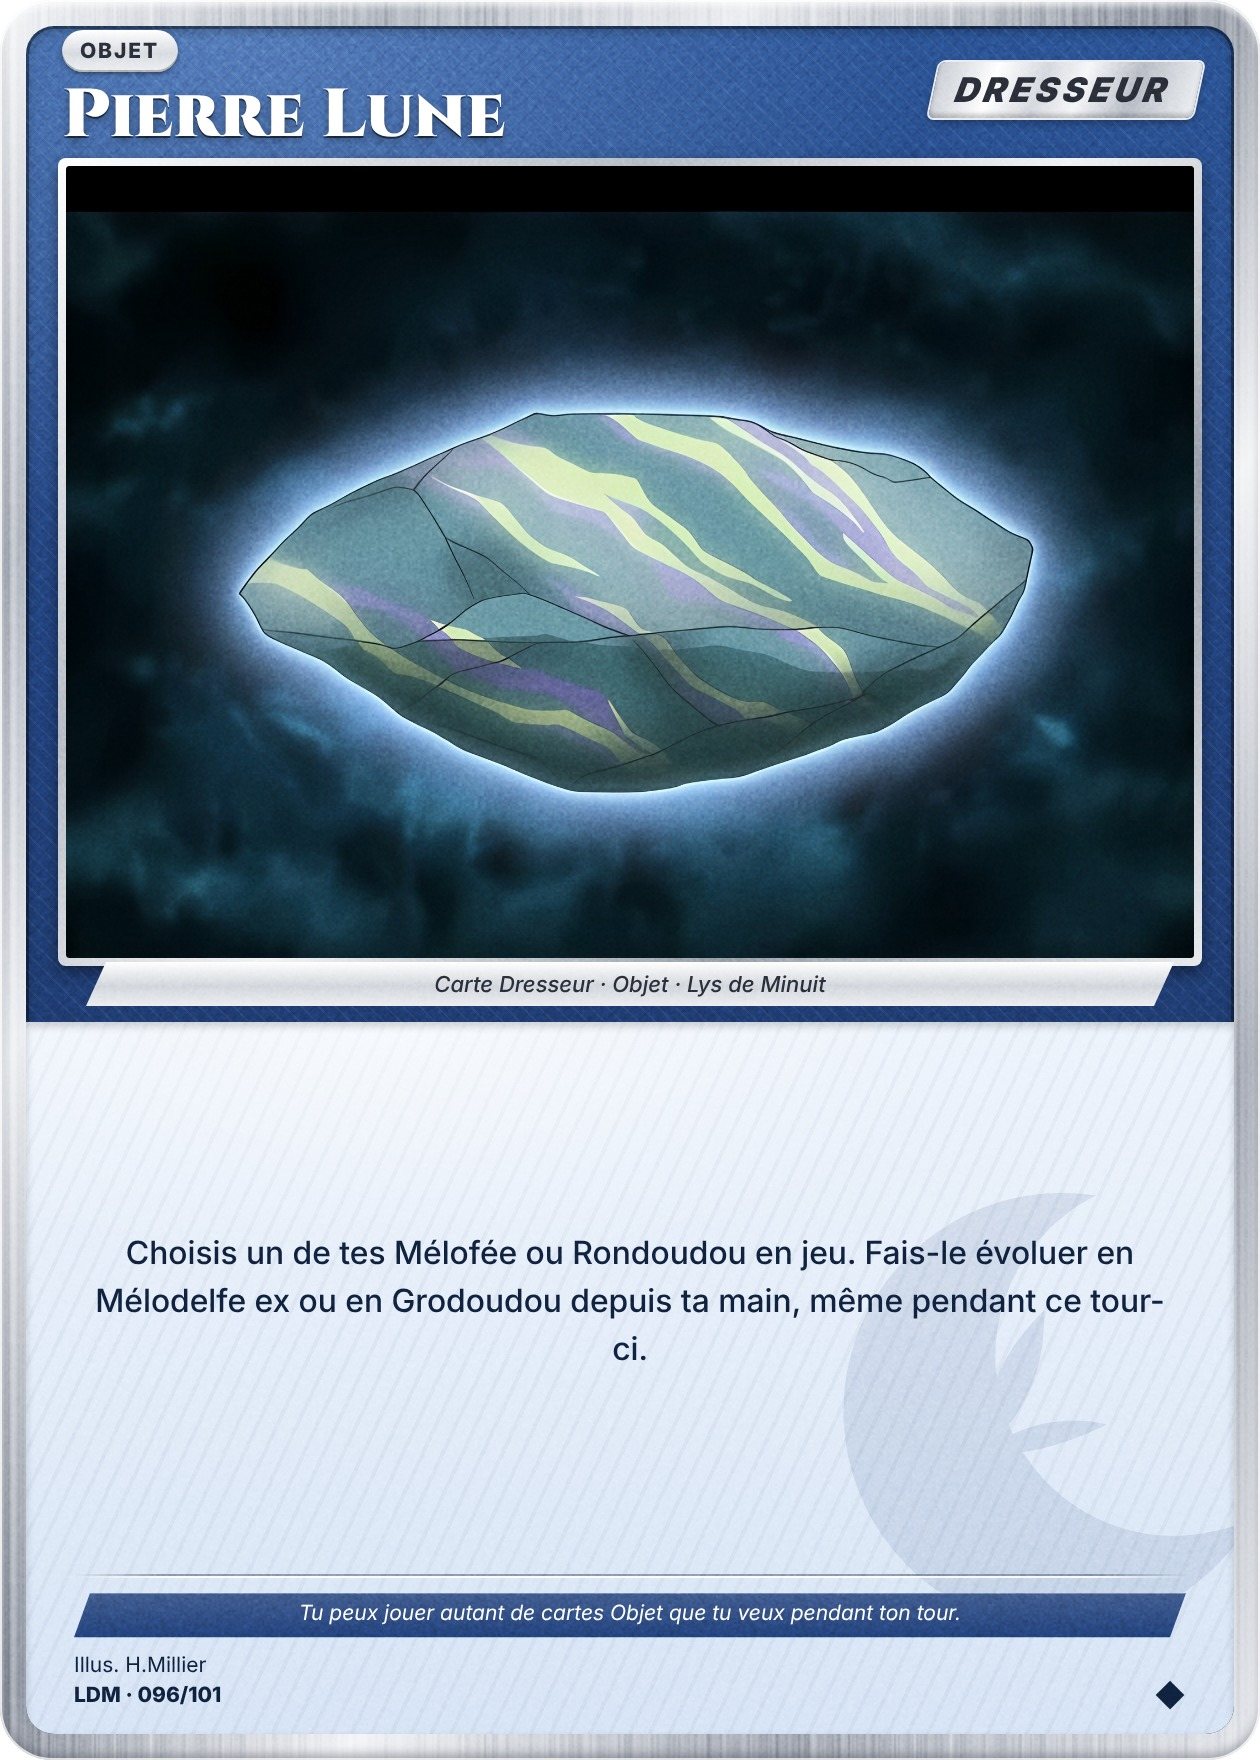 OBJET
PIERRE LUNE
DRESSEUR
Carte Dresseur · Objet · Lys de Minuit
Choisis un de tes Mélofée ou Rondoudou en jeu. Fais-le évoluer en
Mélodelfe ex ou en Grodoudou depuis ta main, même pendant ce tour-
ci.
Tu peux jouer autant de cartes Objet que tu veux pendant ton tour.
Illus. H.Millier
LDM · 096/101